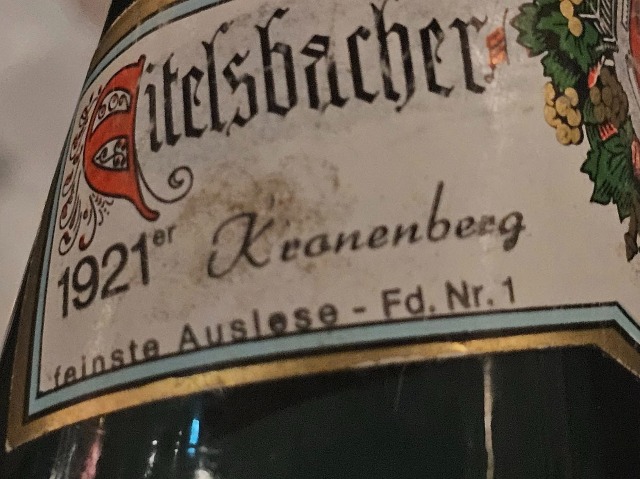 Eitelsbacher
1921er Kronenberg
feinste Auslese - Fd. Nr. 1